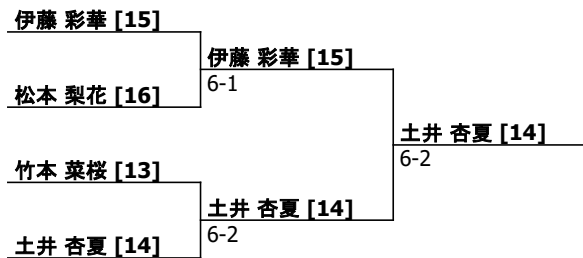 伊藤 彩華 [15]
伊藤 彩華 [15]
6-1
松本 梨花 [16]
土井 杏夏 [14]
6-2
竹本 菜桜 [13]
土井 杏夏 [14]
6-2
土井 杏夏 [14]